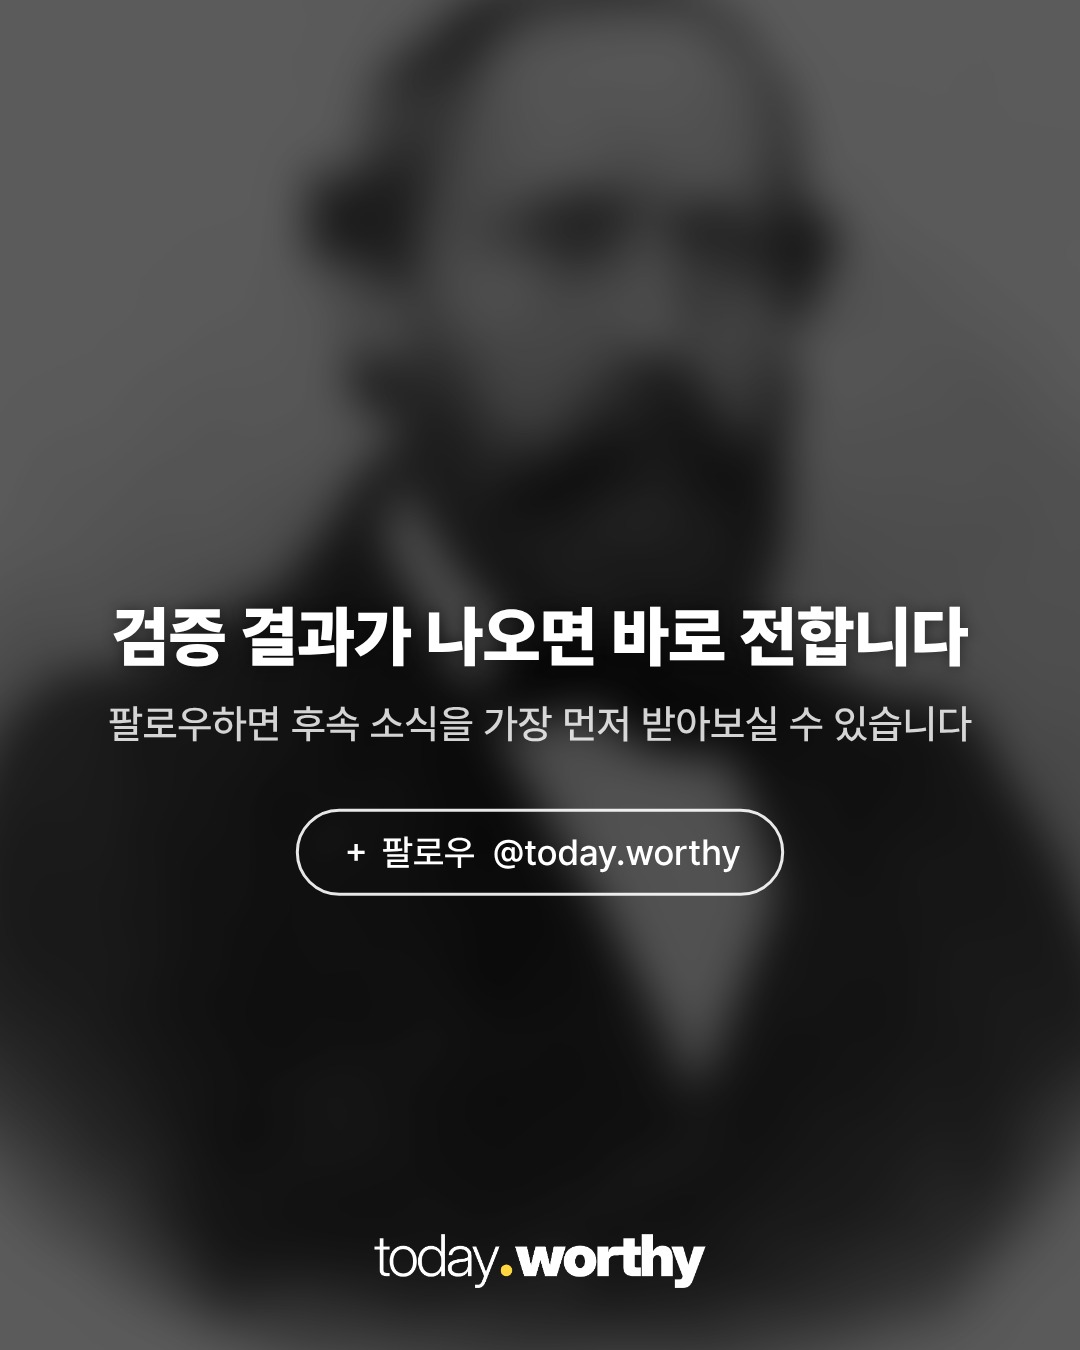 검증 결과가 나오면 바로 전합니다
팔로우하면 후속 소식을 가장 먼저 받아보실 수 있습니다
+ 팔로우 @today.worthy
today.worthy